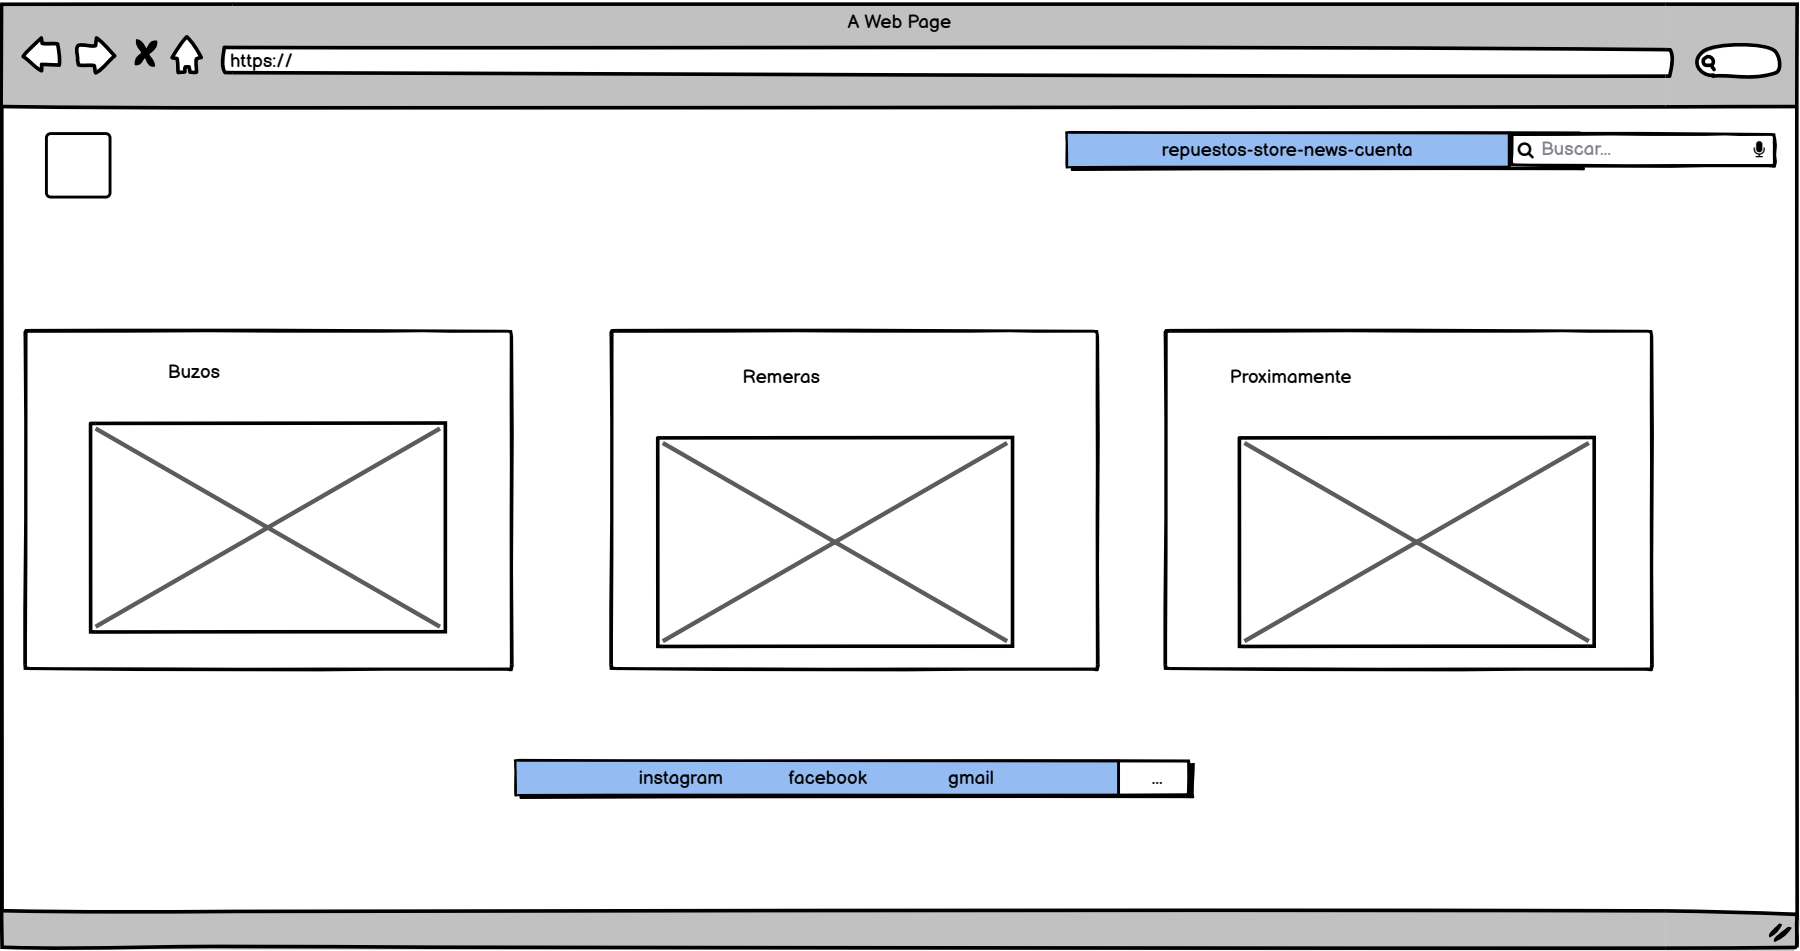 A Web Page
https://
repuestos-store-news-cuenta
Buscar...
Buzos
Remeras
Proximamente
instagram facebook gmail ...